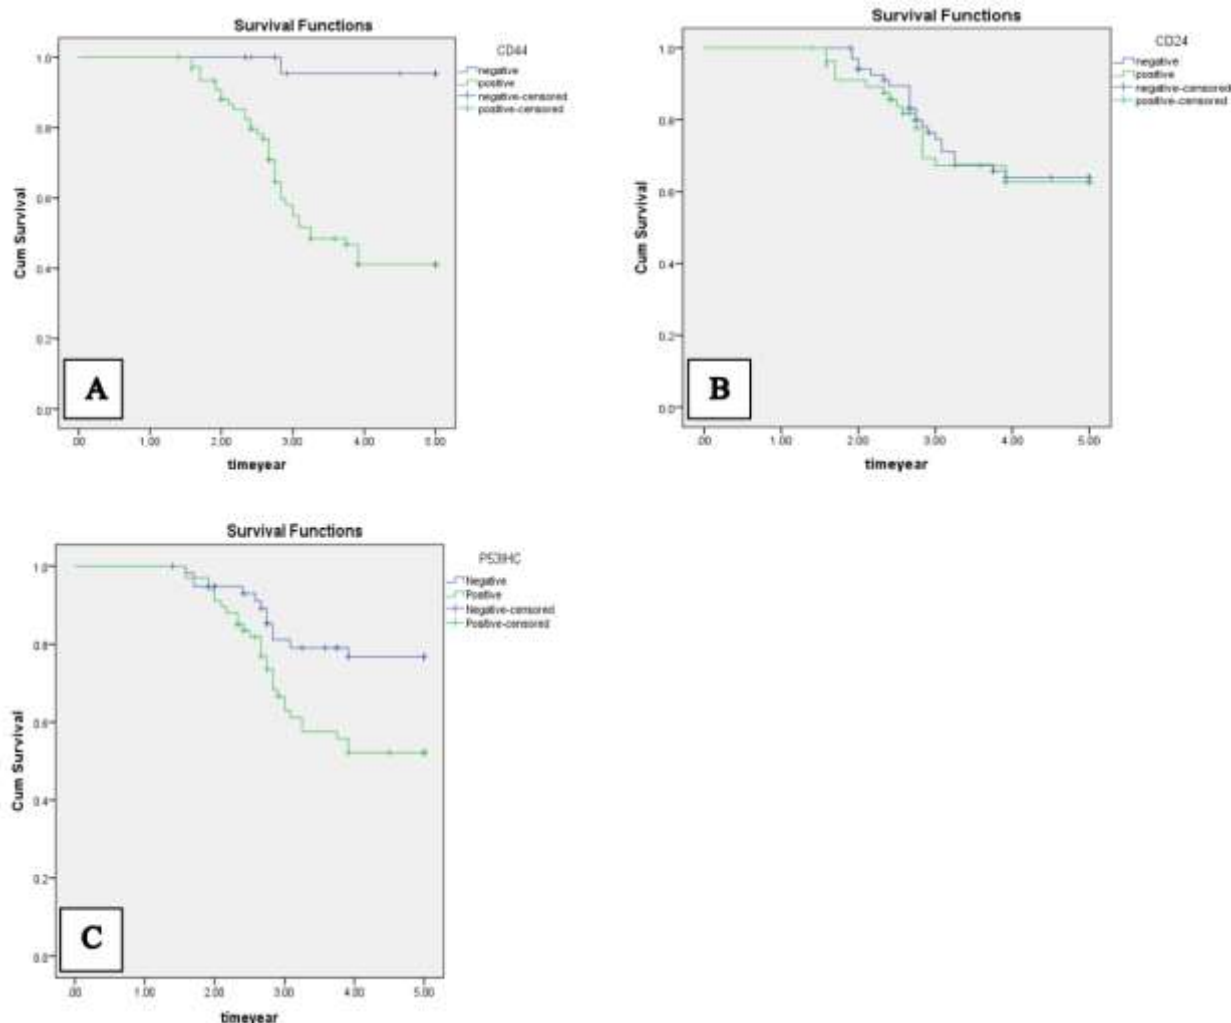 Survival Functions
CD44
negative
positive
negative-censored
positive-censored
1.0
0.8
0.6
0.4
0.2
0.0
Cum Survival
A
.00 1.00 2.00 3.00 4.00 5.00
timeyear
Survival Functions
CD24
negative
positive
negative-censored
positive-censored
1.0
0.8
0.6
0.4
0.2
0.0
Cum Survival
B
.00 1.00 2.00 3.00 4.00 5.00
timeyear
Survival Functions
P53IHC
Negative
Positive
Negative-censored
Positive-censored
1.0
0.8
0.6
0.4
0.2
0.0
Cum Survival
C
.00 1.00 2.00 3.00 4.00 5.00
timeyear